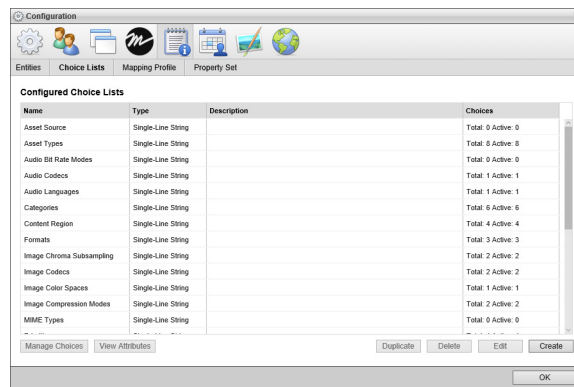 Configuration
Entities Choice Lists Mapping Profile Property Set
Configured Choice Lists
Name Type Description Choices
Asset Source Single-Line String Total: 0 Active: 0
Asset Types Single-Line String Total: 8 Active: 8
Audio Bit Rate Modes Single-Line String Total: 0 Active: 0
Audio Codecs Single-Line String Total: 1 Active: 1
Audio Languages Single-Line String Total: 1 Active: 1
Categories Single-Line String Total: 6 Active: 6
Content Region Single-Line String Total: 4 Active: 4
Formats Single-Line String Total: 3 Active: 3
Image Chroma Subsampling Single-Line String Total: 2 Active: 2
Image Codecs Single-Line String Total: 2 Active: 2
Image Color Spaces Single-Line String Total: 1 Active: 1
Image Compression Modes Single-Line String Total: 2 Active: 2
MIME Types Single-Line String Total: 0 Active: 0
Manage Choices View Attributes Duplicate Delete Edit Create
OK